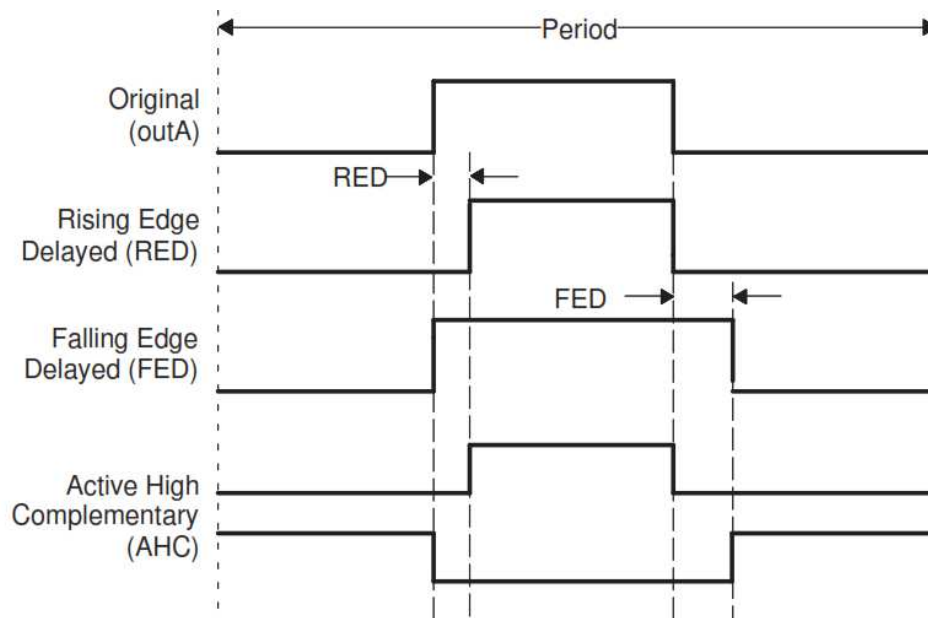 Period
Original
(outA)
RED
Rising Edge
Delayed (RED)
FED
Falling Edge
Delayed (FED)
Active High
Complementary
(AHC)